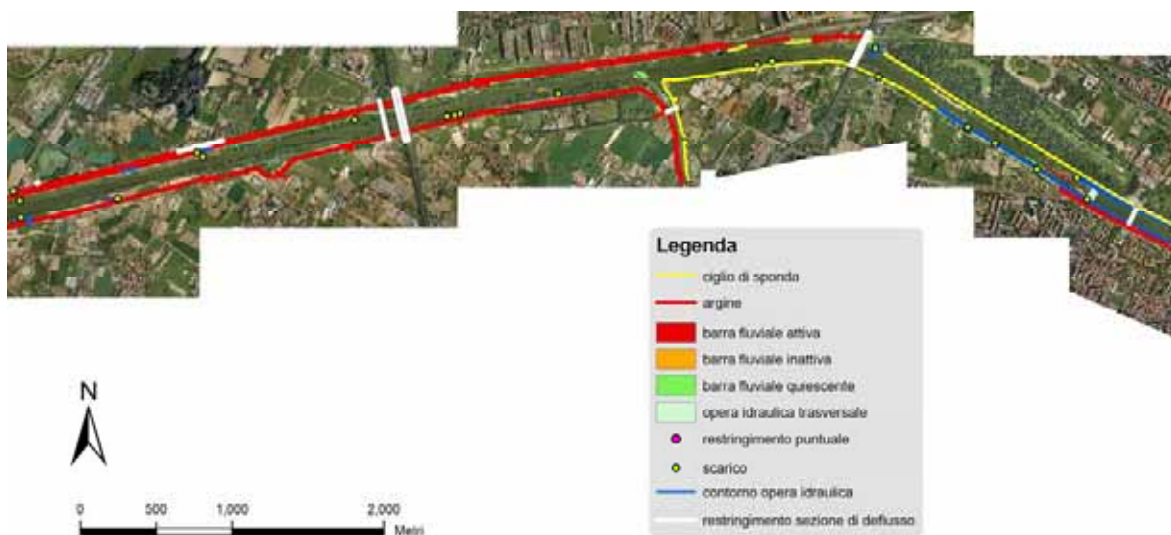 Legenda
ciglio di sponda
argine
barra fluviale attiva
barra fluviale inattiva
barra fluviale quiescente
opera idraulica trasversale
restringimento puntuale
scarico
contorno opera idraulica
restringimento sezione di deflusso
N
0 500 1,000 2,000
Metri